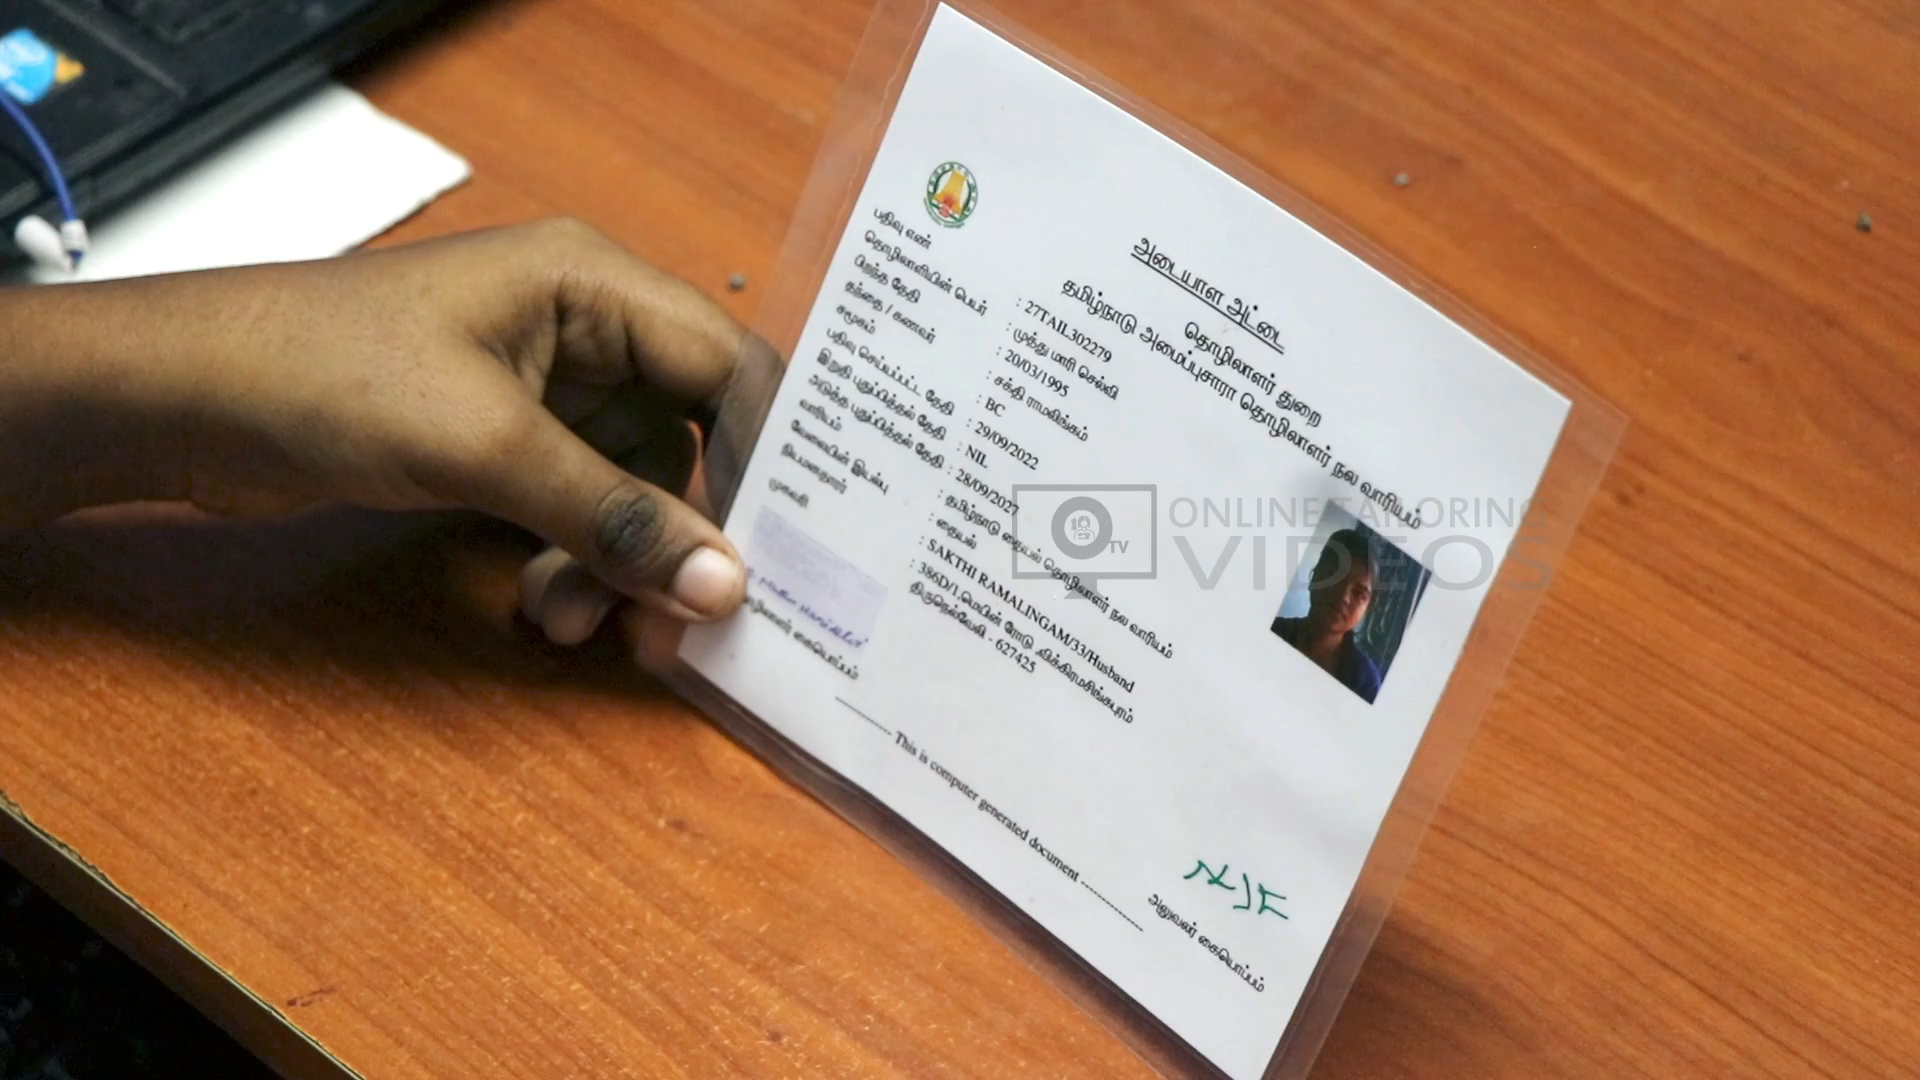 அடையாள அட்டை
தொழிலாளர் துறை
தமிழ்நாடு அமைப்புசாரா தொழிலாளர் நல வாரியம்
பதிவு எண் : 27TAIL302279
தொழிலாளியின் பெயர் : முத்து மாரி செல்வி
பிறந்த தேதி : 20/03/1995
தந்தை / கணவர் : சக்தி ராமலிங்கம்
சமூகம் : BC
பதிவு செய்யப்பட்ட தேதி : 29/09/2022
இறுதி புதுப்பித்தல் தேதி : NIL
அடுத்த புதுப்பித்தல் தேதி : 28/09/2027
வாரியம் : தமிழ்நாடு தையல் தொழிலாளர் நல வாரியம்
வேலையின் இயல்பு : தையல்
நியமனதாரர் : SAKTHI RAMALINGAM/33/Husband
முகவரி : 386D/1,மெயின் ரோடு விக்கிரமசிங்கபுரம்
திருநெல்வேலி - 627425
கையொப்பம்
This is computer generated document
அலுவலர் கையொப்பம்
ONLINE TAILORING
VIDEOS
TV